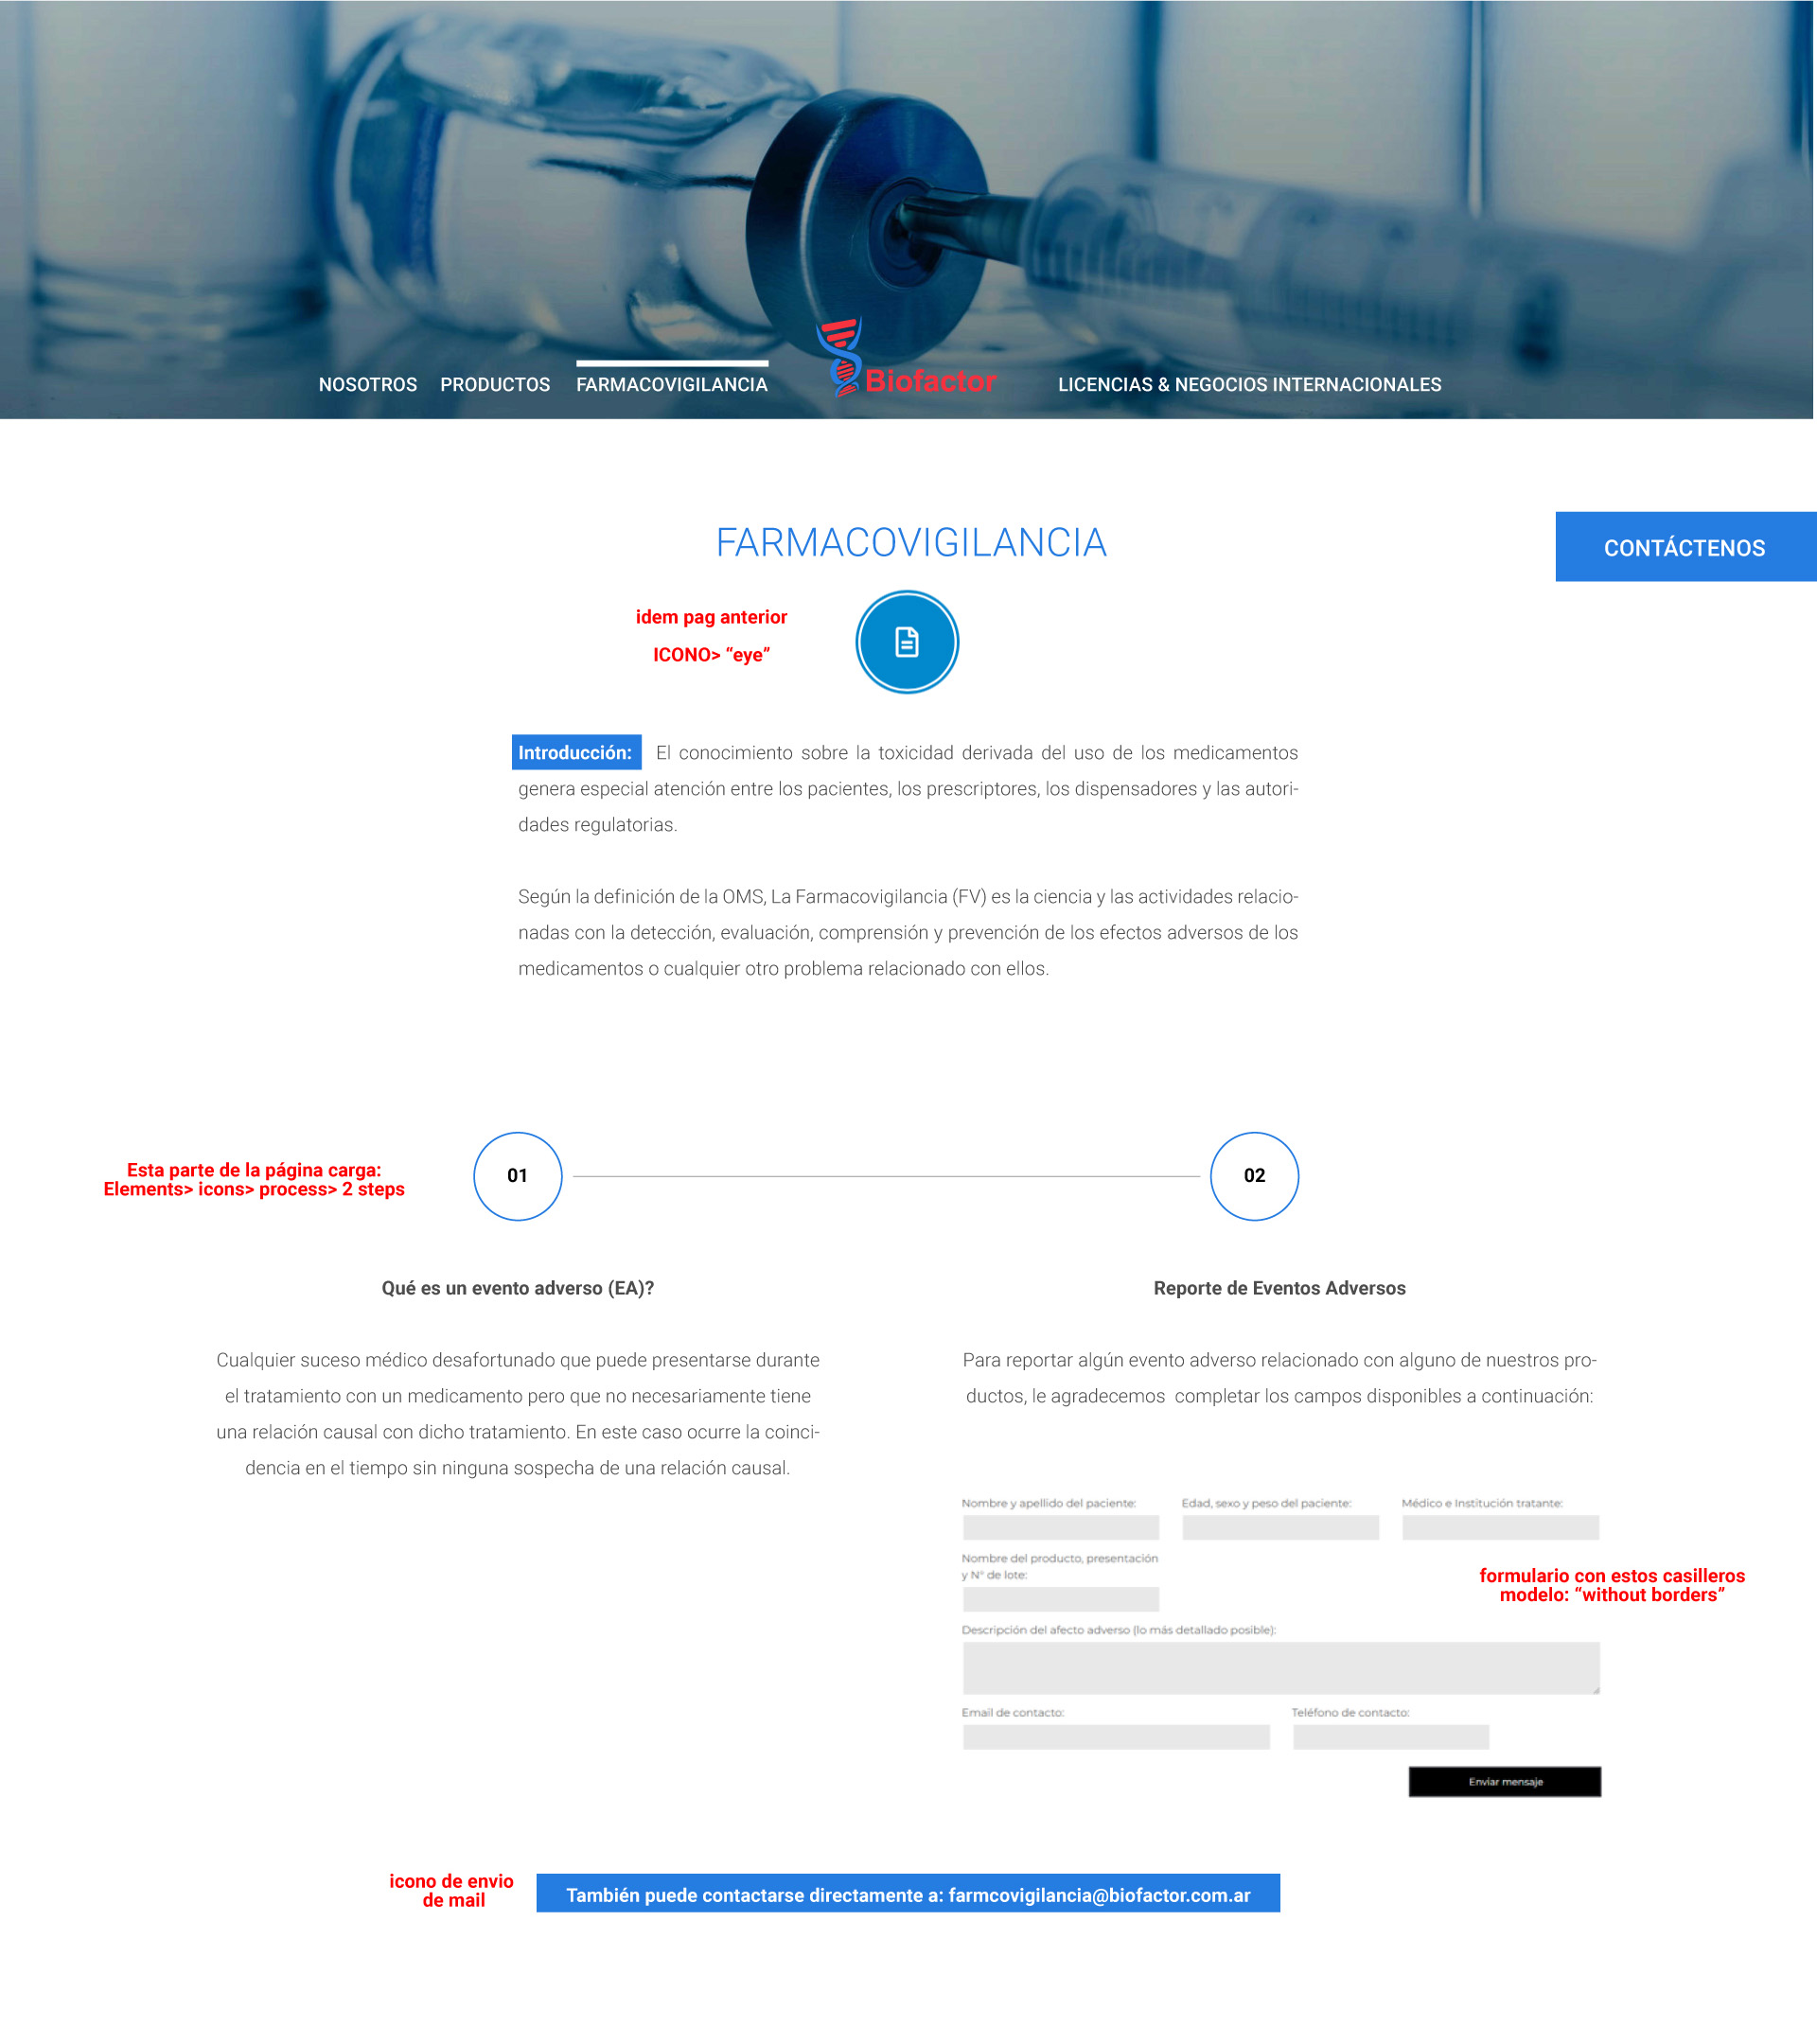 NOSOTROS PRODUCTOS FARMACOVIGILANCIA Biofactor LICENCIAS & NEGOCIOS INTERNACIONALES
FARMACOVIGILANCIA
CONTÁCTENOS
idem pag anterior
ICONO> “eye”
Introducción: El conocimiento sobre la toxicidad derivada del uso de los medicamentos
genera especial atención entre los pacientes, los prescriptores, los dispensadores y las autori-
dades regulatorias.
Según la definición de la OMS, La Farmacovigilancia (FV) es la ciencia y las actividades relacio-
nadas con la detección, evaluación, comprensión y prevención de los efectos adversos de los
medicamentos o cualquier otro problema relacionado con ellos.
Esta parte de la página carga:
Elements> icons> process> 2 steps
01
02
Qué es un evento adverso (EA)?
Cualquier suceso médico desafortunado que puede presentarse durante
el tratamiento con un medicamento pero que no necesariamente tiene
una relación causal con dicho tratamiento. En este caso ocurre la coinci-
dencia en el tiempo sin ninguna sospecha de una relación causal.
Reporte de Eventos Adversos
Para reportar algún evento adverso relacionado con alguno de nuestros pro-
ductos, le agradecemos completar los campos disponibles a continuación:
Nombre y apellido del paciente:
Edad, sexo y peso del paciente:
Médico e Institución tratante:
Nombre del producto, presentación
y N° de lote:
formulario con estos casilleros
modelo: “without borders”
Descripción del afecto adverso (lo más detallado posible):
Email de contacto:
Teléfono de contacto:
Enviar mensaje
icono de envio
de mail
También puede contactarse directamente a: farmcovigilancia@biofactor.com.ar